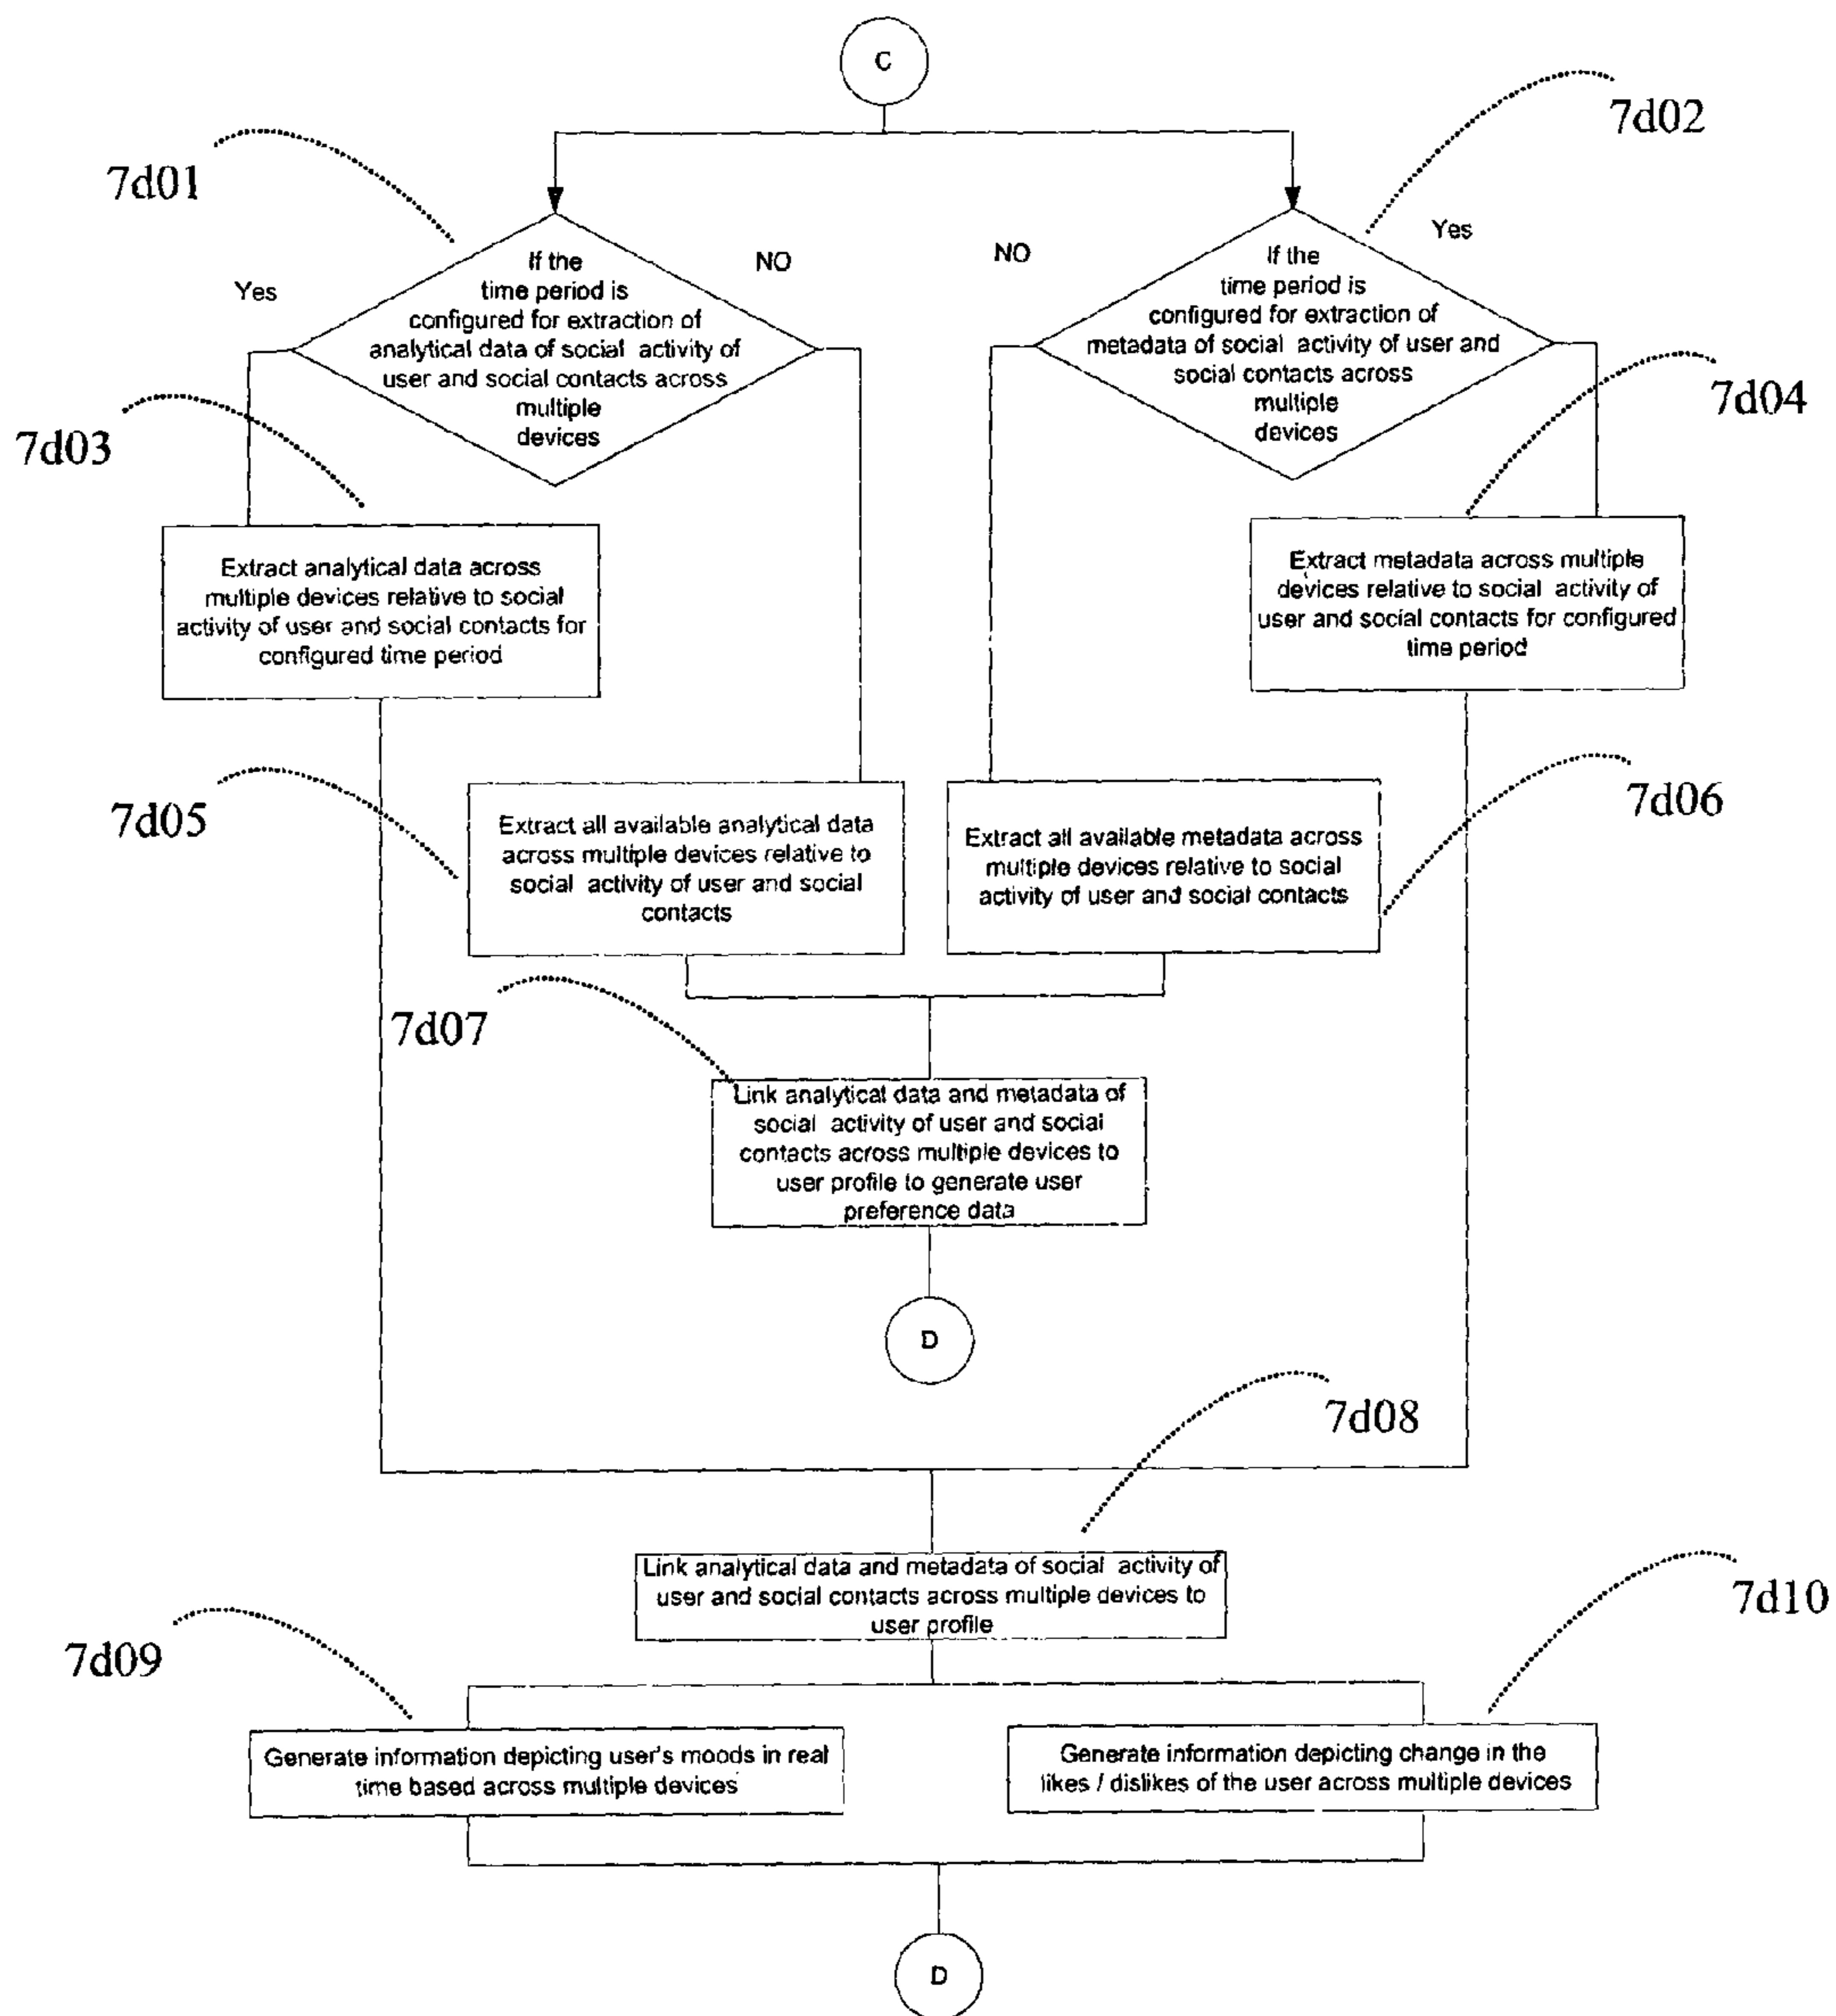 C
7d01
7d02
Yes
If the
time period is
configured for extraction of
analytical data of social activity of
user and social contacts across
multiple
devices
NO
NO
If the
time period is
configured for extraction of
metadata of social activity of user and
social contacts across
multiple
devices
Yes
7d03
7d04
Extract analytical data across
multiple devices relative to social
activity of user and social contacts for
configured time period
Extract metadata across multiple
devices relative to social activity of
user and social contacts for configured
time period
7d05
7d06
Extract all available analytical data
across multiple devices relative to
social activity of user and social
contacts
Extract all available metadata across
multiple devices relative to social
activity of user and social contacts
7d07
Link analytical data and metadata of
social activity of user and social
contacts across multiple devices to
user profile to generate user
preference data
D
7d08
Link analytical data and metadata of social activity of
user and social contacts across multiple devices to
user profile
7d09
7d10
Generate information depicting user's moods in real
time based across multiple devices
Generate information depicting change in the
likes / dislikes of the user across multiple devices
D